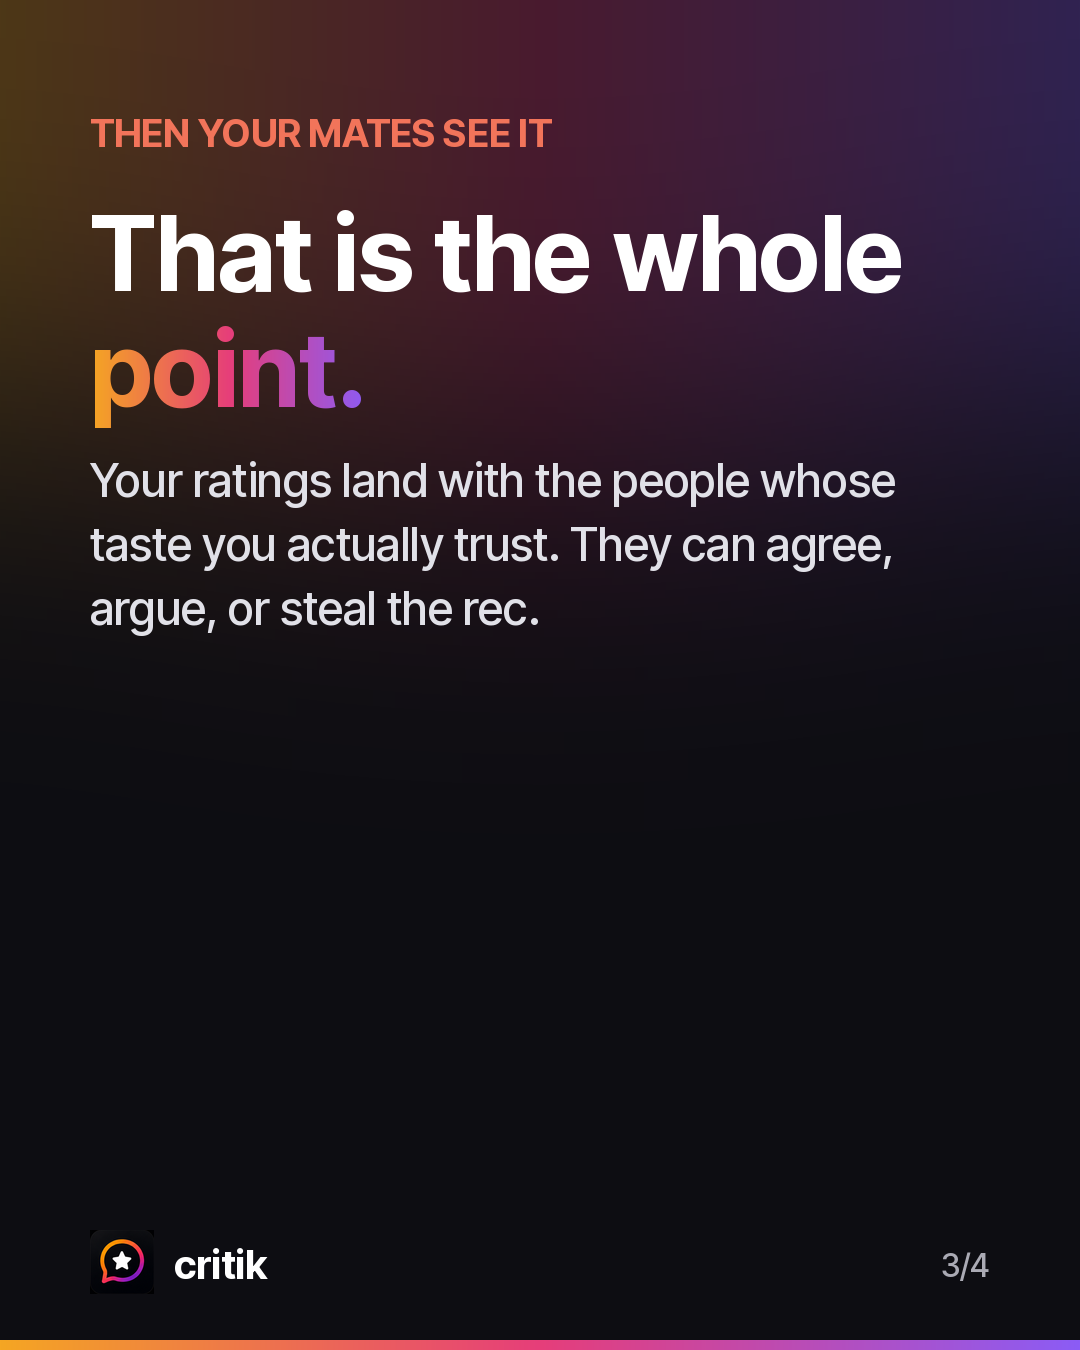 THEN YOUR MATES SEE IT
That is the whole
point.
Your ratings land with the people whose
taste you actually trust. They can agree,
argue, or steal the rec.
critik
3/4